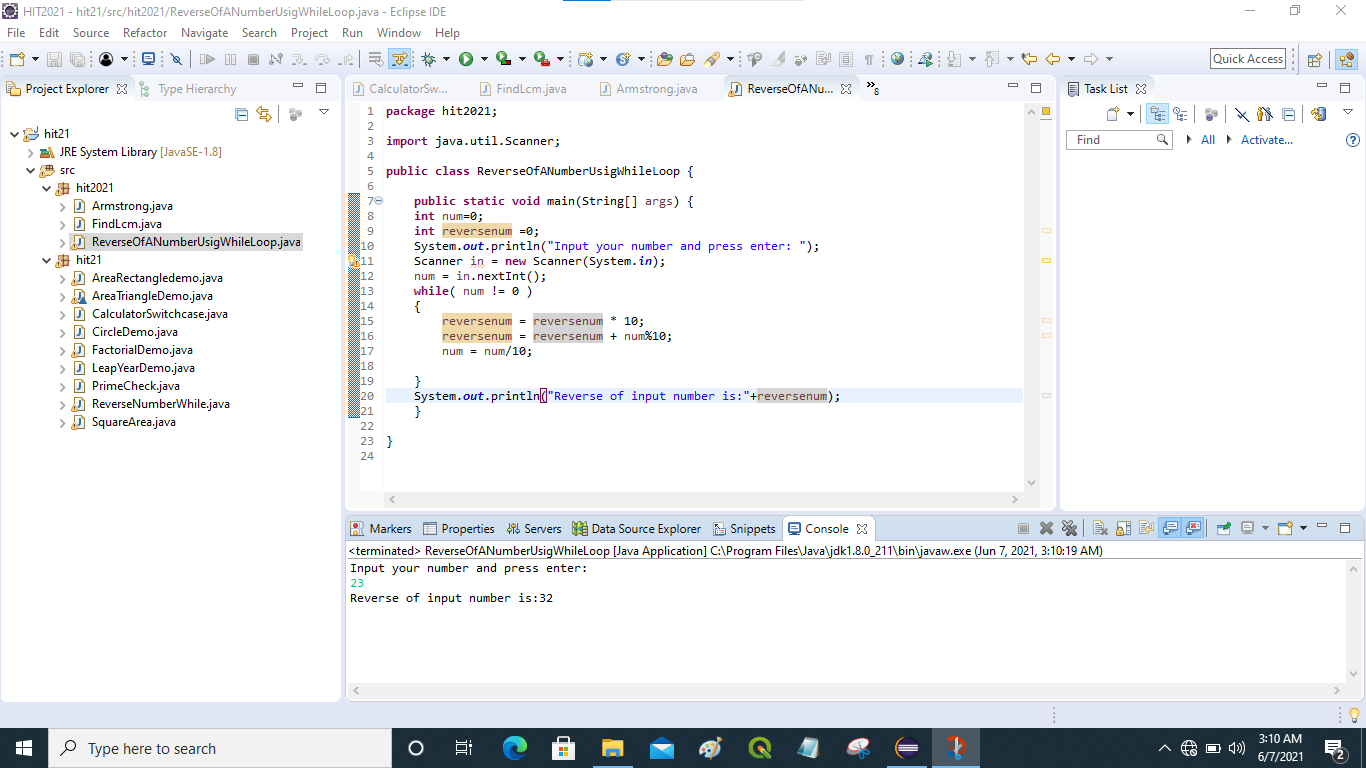 HIT2021 - hit21/src/hit2021/ReverseOfANumberUsigWhileLoop.java - Eclipse IDE
File Edit Source Refactor Navigate Search Project Run Window Help
Quick Access
Project Explorer Type Hierarchy
hit21
JRE System Library [JavaSE-1.8]
src
hit2021
Armstrong.java
FindLcm.java
ReverseOfANumberUsigWhileLoop.java
hit21
AreaRectangledemo.java
AreaTriangleDemo.java
CalculatorSwitchcase.java
CircleDemo.java
FactorialDemo.java
LeapYearDemo.java
PrimeCheck.java
ReverseNumberWhile.java
SquareArea.java
CalculatorSw... FindLcm.java Armstrong.java ReverseOfANu... »8
1 package hit2021;
2
3 import java.util.Scanner;
4
5 public class ReverseOfANumberUsigWhileLoop {
6
7 public static void main(String[] args) {
8 int num=0;
9 int reversenum =0;
10 System.out.println("Input your number and press enter: ");
11 Scanner in = new Scanner(System.in);
12 num = in.nextInt();
13 while( num != 0 )
14 {
15 reversenum = reversenum * 10;
16 reversenum = reversenum + num%10;
17 num = num/10;
18
19 }
20 System.out.println("Reverse of input number is:"+reversenum);
21 }
22
23 }
24
Task List
Find All Activate...
Markers Properties Servers Data Source Explorer Snippets Console
<terminated> ReverseOfANumberUsigWhileLoop [Java Application] C:\Program Files\Java\jdk1.8.0_211\bin\javaw.exe (Jun 7, 2021, 3:10:19 AM)
Input your number and press enter:
23
Reverse of input number is:32
Type here to search
3:10 AM
6/7/2021
2